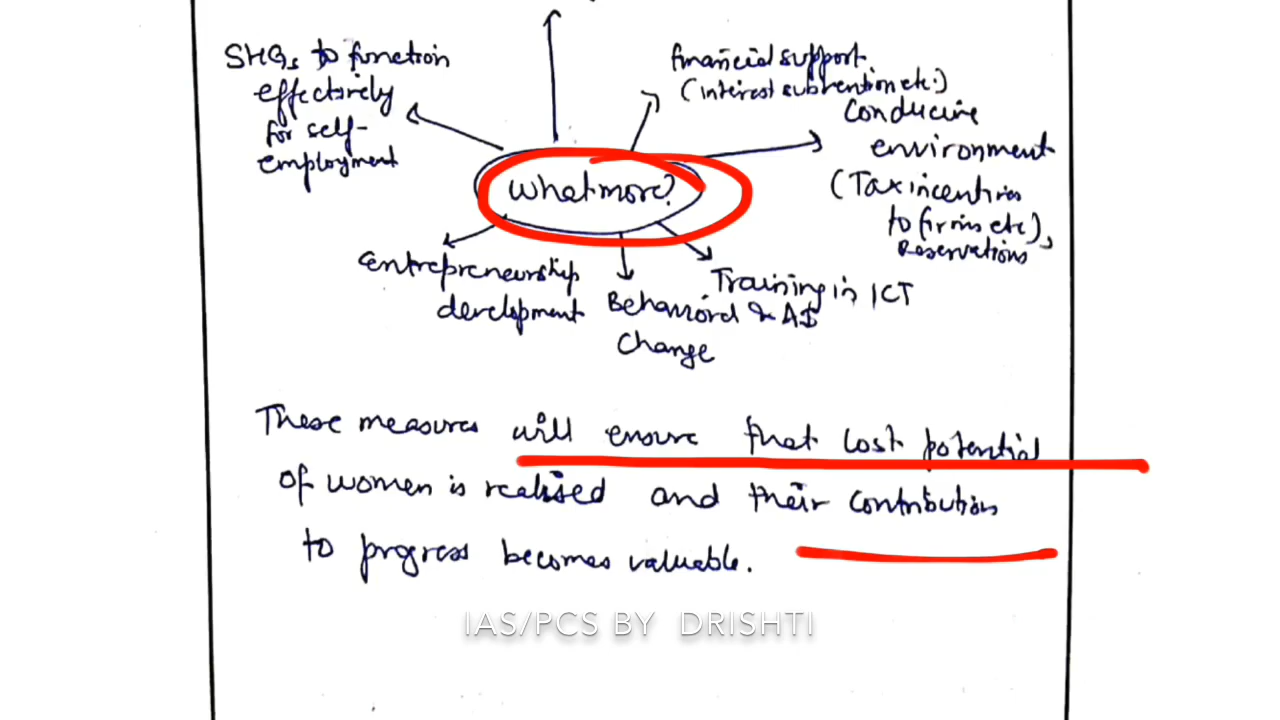 SHGs to function
effectively
for self-
employment
financial support
(interest subvention etc.)
Conducive
environment
(Tax incentives
to firms etc),
Reservations
What more?
Entrepreneurship
development
Behavioral &
Change
Training in ICT
These measures will ensure that lost potential
of women is realised and their contribution
to progress becomes valuable.
IAS/PCS BY DRISHTI